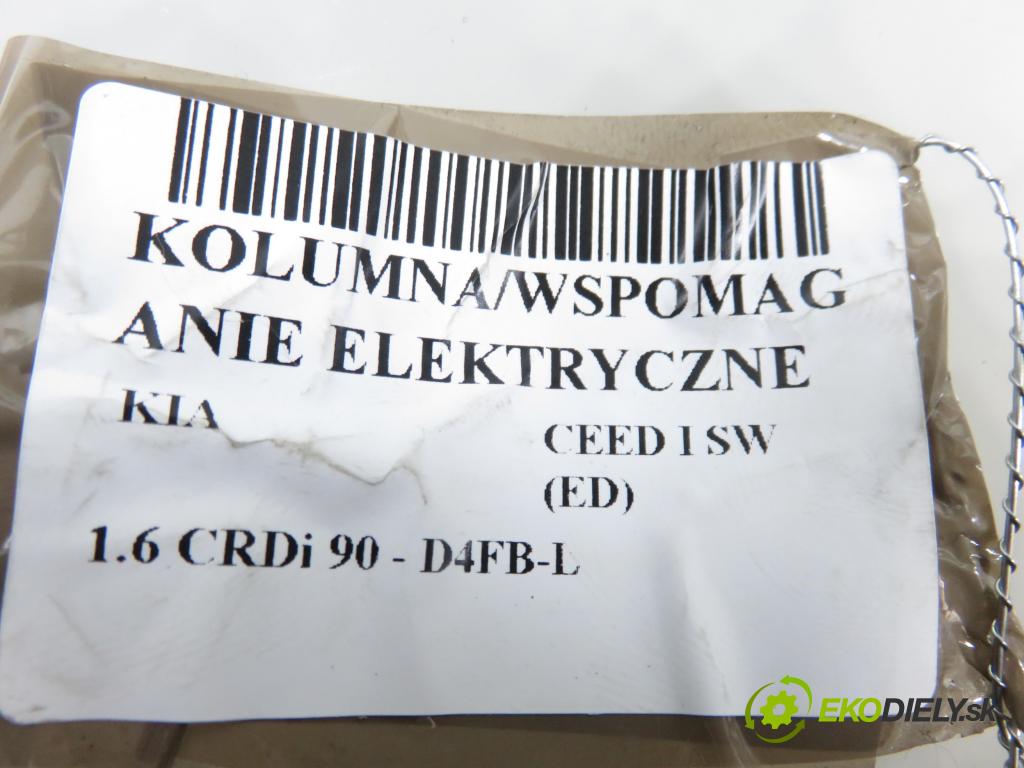 KOLUMNA/WSPOMAG
ANIE ELEKTRYCZNE
KIA
CEED I SW
(ED)
1.6 CRDi 90 - D4FB-L
EKODIELY.sk